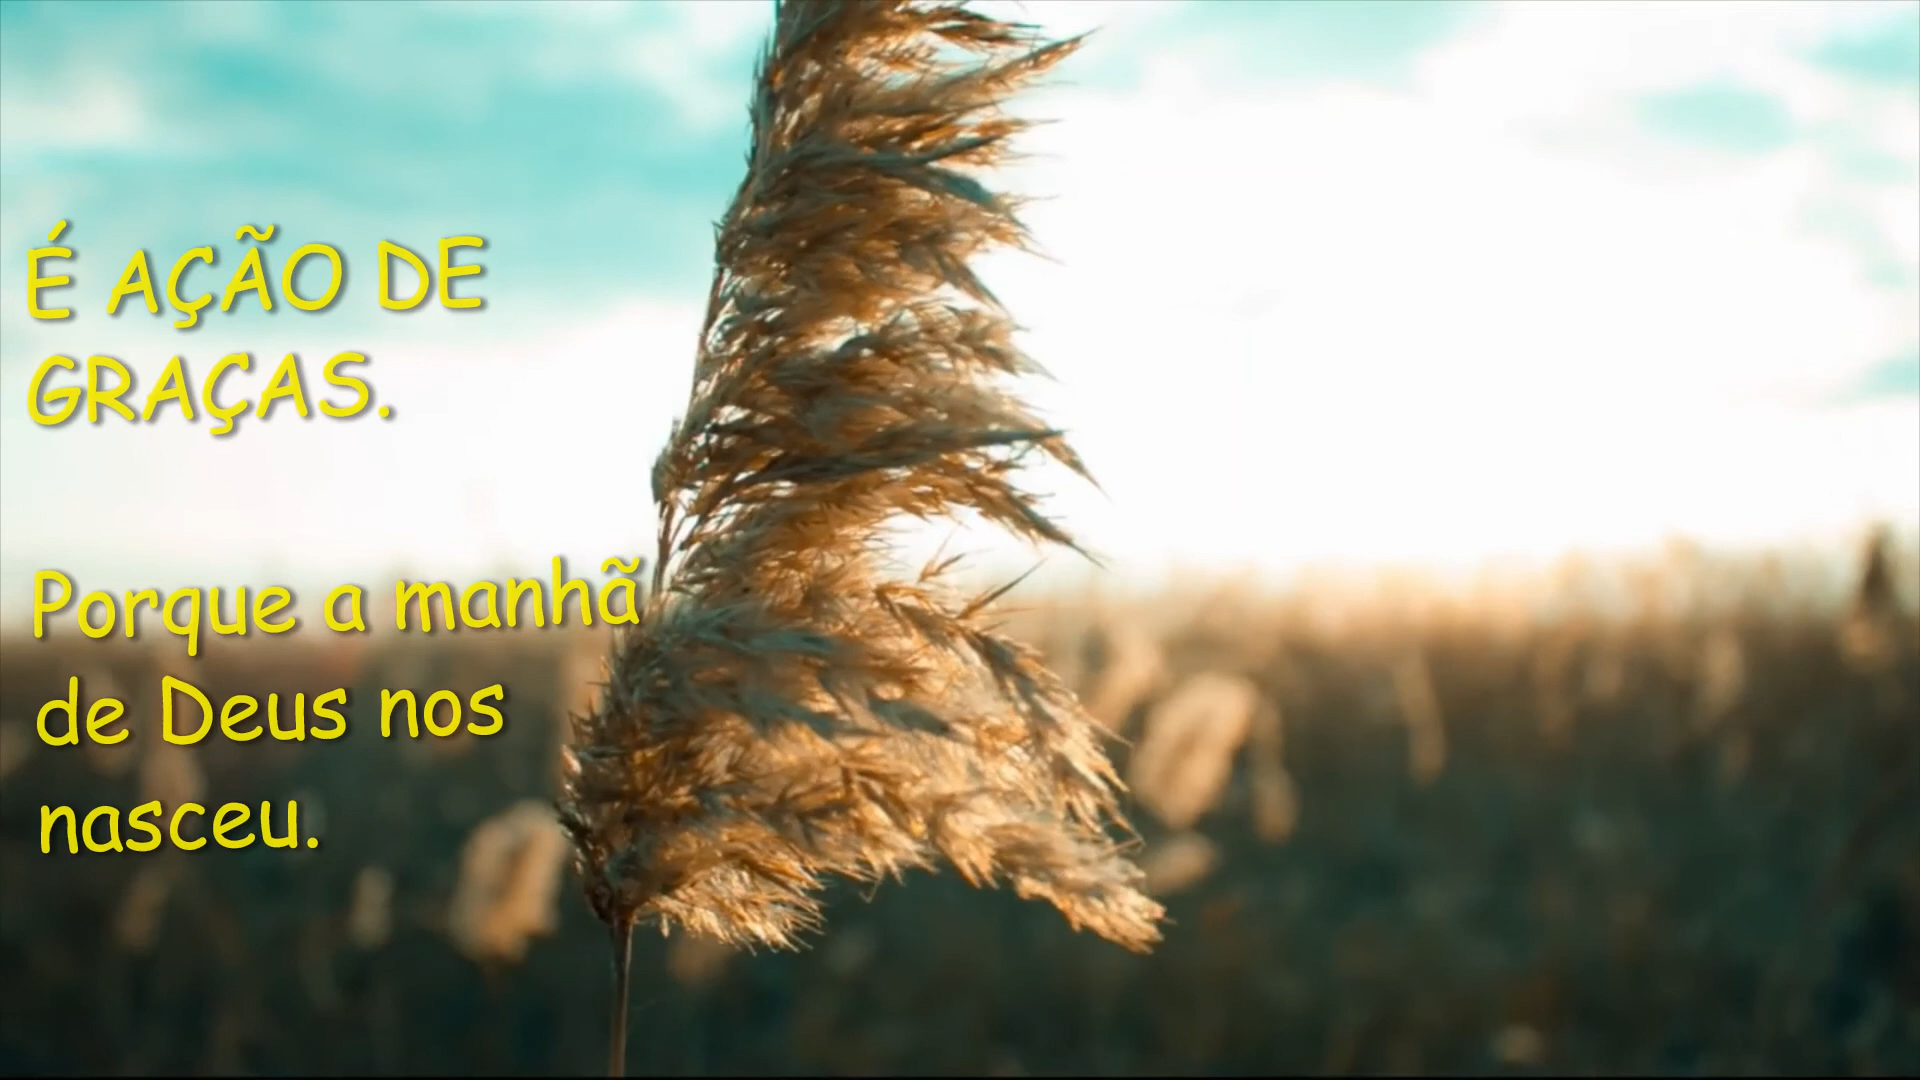 É AÇÃO DE
GRAÇAS.
Porque a manhã
de Deus nos
nasceu.